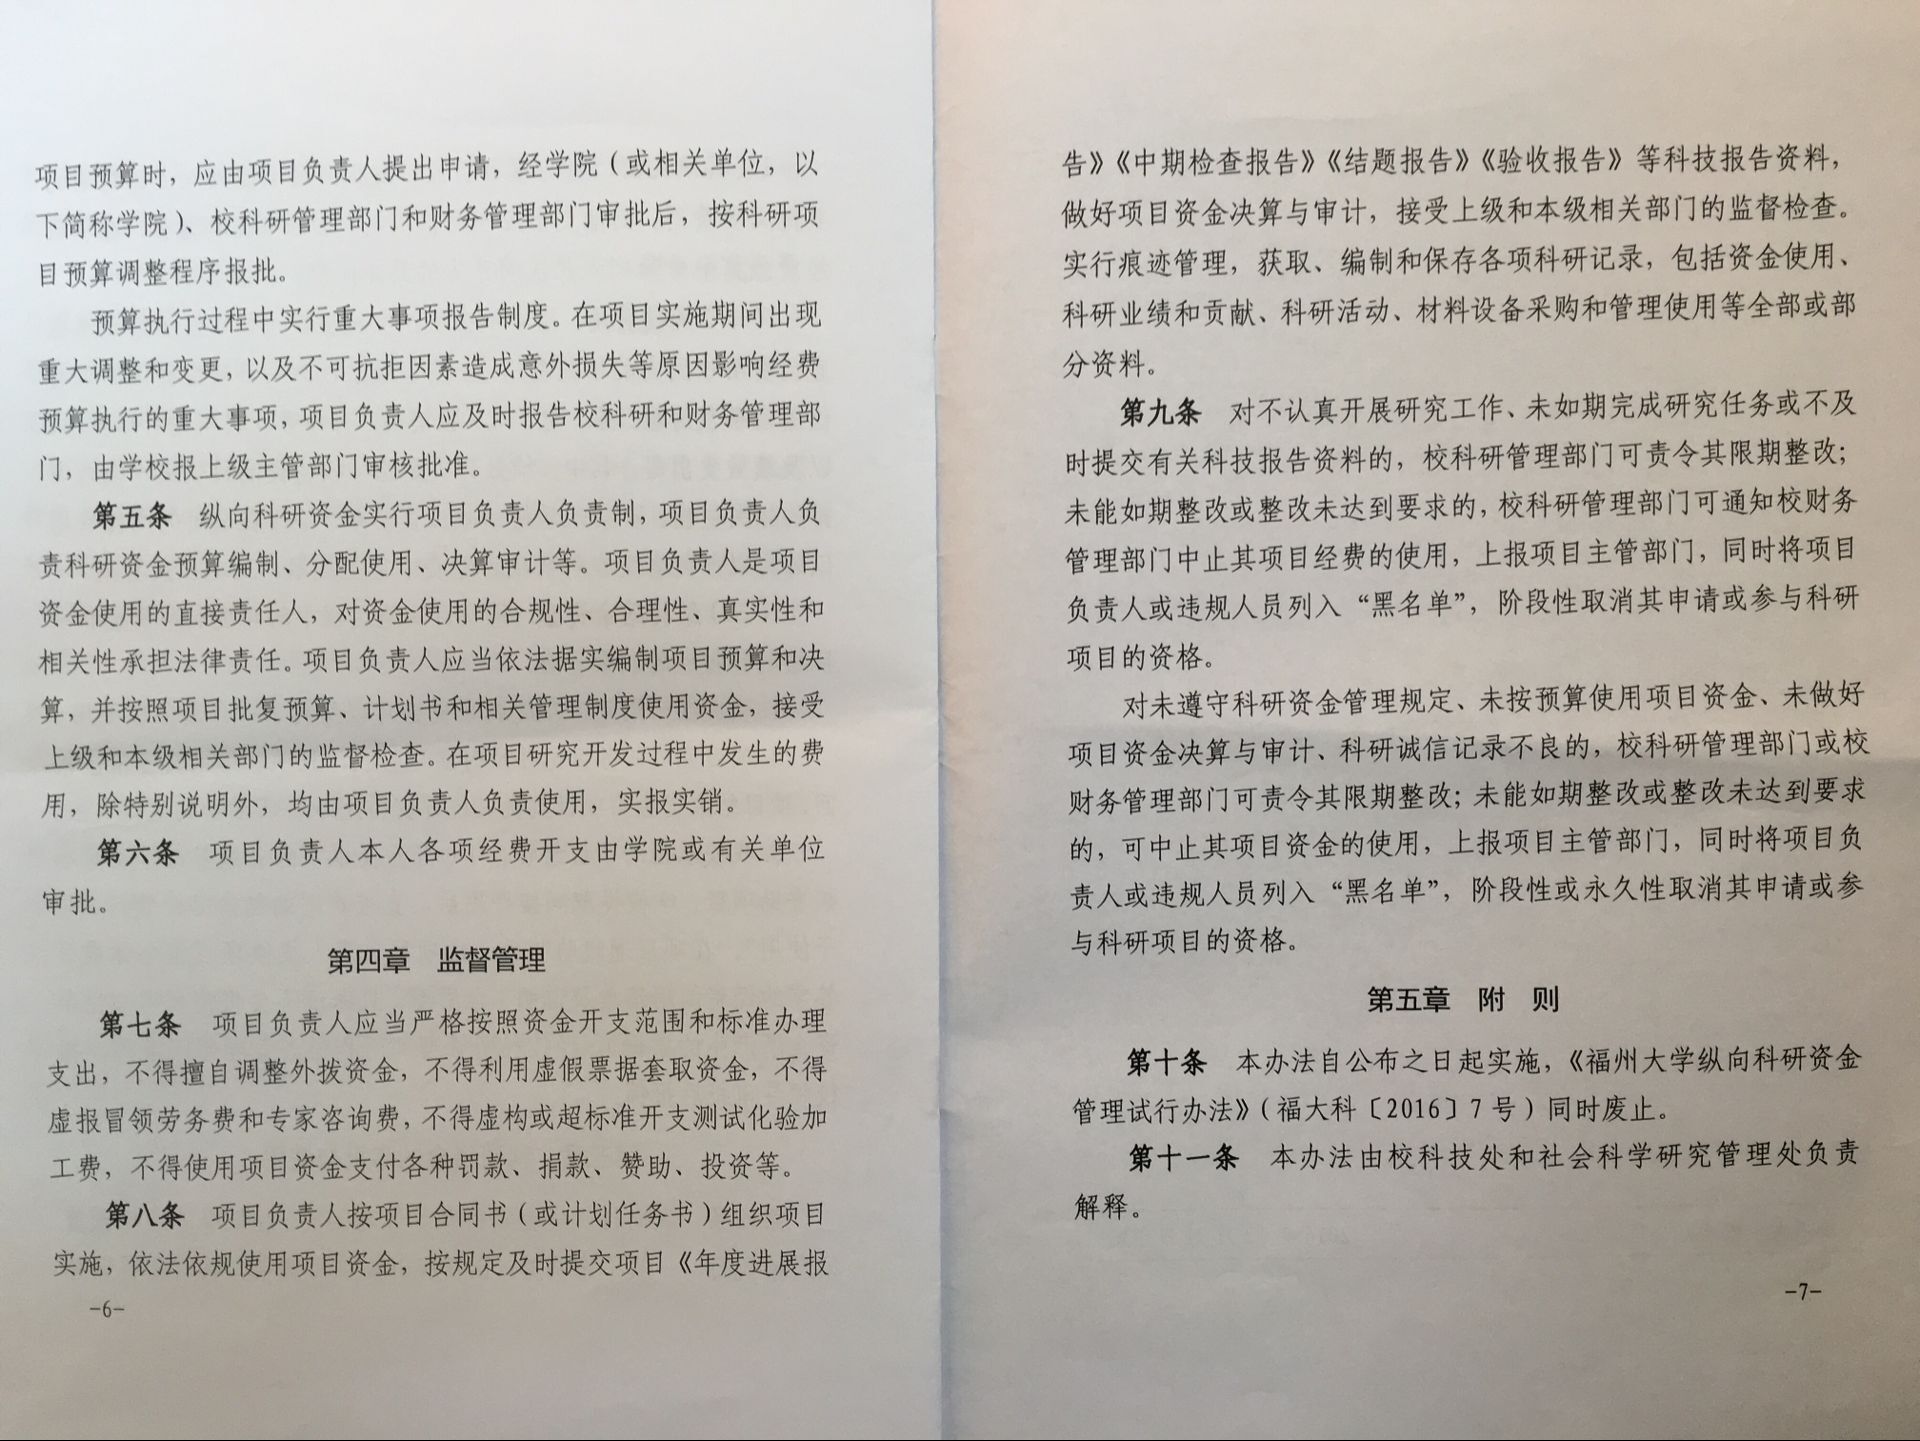 项目预算时，应由项目负责人提出申请，经学院（或相关单位，以
下简称学院）、校科研管理部门和财务管理部门审批后，按科研项
目预算调整程序报批。
预算执行过程中实行重大事项报告制度。在项目实施期间出现
重大调整和变更，以及不可抗拒因素造成意外损失等原因影响经费
预算执行的重大事项，项目负责人应及时报告校科研和财务管理部
门，由学校报上级主管部门审核批准。
第五条 纵向科研资金实行项目负责人负责制，项目负责人负
责科研资金预算编制、分配使用、决算审计等。项目负责人是项目
资金使用的直接责任人，对资金使用的合规性、合理性、真实性和
相关性承担法律责任。项目负责人应当依法据实编制项目预算和决
算，并按照项目批复预算、计划书和相关管理制度使用资金，接受
上级和本级相关部门的监督检查。在项目研究开发过程中发生的费
用，除特别说明外，均由项目负责人负责使用，实报实销。
第六条 项目负责人本人各项经费开支由学院或有关单位
审批。
第四章 监督管理
第七条 项目负责人应当严格按照资金开支范围和标准办理
支出，不得擅自调整外拨资金，不得利用虚假票据套取资金，不得
虚报冒领劳务费和专家咨询费，不得虚构或超标准开支测试化验加
工费，不得使用项目资金支付各种罚款、捐款、赞助、投资等。
第八条 项目负责人按项目合同书（或计划任务书）组织项目
实施，依法依规使用项目资金，按规定及时提交项目《年度进展报
-6-
告》《中期检查报告》《结题报告》《验收报告》等科技报告资料，
做好项目资金决算与审计，接受上级和本级相关部门的监督检查。
实行痕迹管理，获取、编制和保存各项科研记录，包括资金使用、
科研业绩和贡献、科研活动、材料设备采购和管理使用等全部或部
分资料。
第九条 对不认真开展研究工作、未如期完成研究任务或不及
时提交有关科技报告资料的，校科研管理部门可责令其限期整改；
未能如期整改或整改未达到要求的，校科研管理部门可通知校财务
管理部门中止其项目经费的使用，上报项目主管部门，同时将项目
负责人或违规人员列入“黑名单”，阶段性取消其申请或参与科研
项目的资格。
对未遵守科研资金管理规定、未按预算使用项目资金、未做好
项目资金决算与审计、科研诚信记录不良的，校科研管理部门或校
财务管理部门可责令其限期整改；未能如期整改或整改未达到要求
的，可中止其项目资金的使用，上报项目主管部门，同时将项目负
责人或违规人员列入“黑名单”，阶段性或永久性取消其申请或参
与科研项目的资格。
第五章 附 则
第十条 本办法自公布之日起实施，《福州大学纵向科研资金
管理试行办法》（福大科〔2016〕7 号）同时废止。
第十一条 本办法由校科技处和社会科学研究管理处负责
解释。
-7-